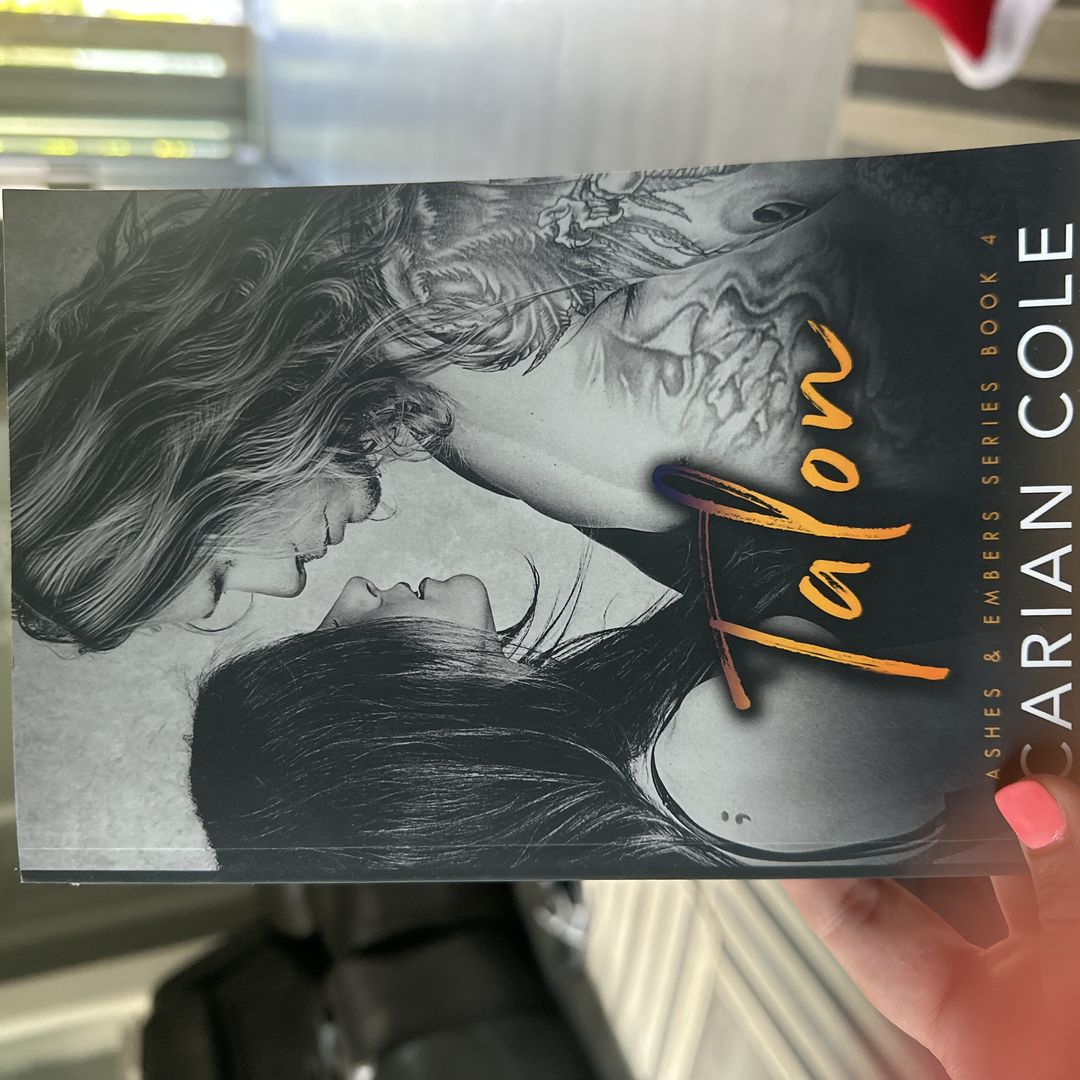 Talon
ASHES & EMBERS SERIES BOOK 4
CARIAN COLE